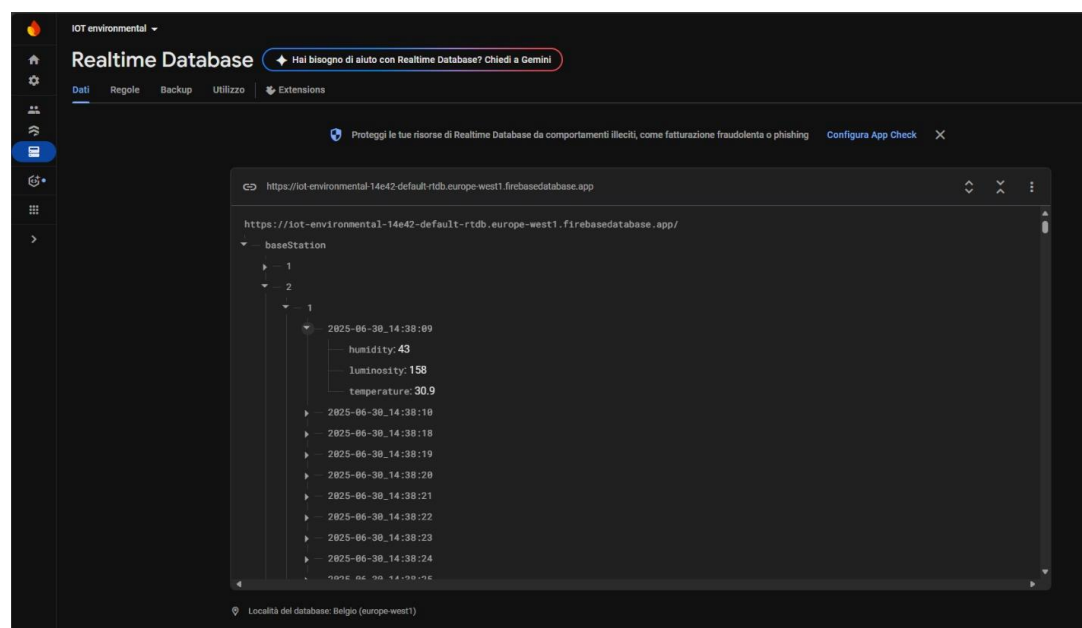 IOT environmental
Realtime Database
Hai bisogno di aiuto con Realtime Database? Chiedi a Gemini
Dati Regole Backup Utilizzo Extensions
Proteggi le tue risorse di Realtime Database da comportamenti illeciti, come fatturazione fraudolenta o phishing Configura App Check
https://iot-environmental-14e42-default-rtdb.europe-west1.firebasedatabase.app
https://iot-environmental-14e42-default-rtdb.europe-west1.firebasedatabase.app/
baseStation
1
2
1
2025-06-30_14:38:09
humidity: 43
luminosity: 158
temperature: 30.9
2025-06-30_14:38:10
2025-06-30_14:38:18
2025-06-30_14:38:19
2025-06-30_14:38:20
2025-06-30_14:38:21
2025-06-30_14:38:22
2025-06-30_14:38:23
2025-06-30_14:38:24
2025-06-30_14:38:25
Località del database: Belgio (europe-west1)